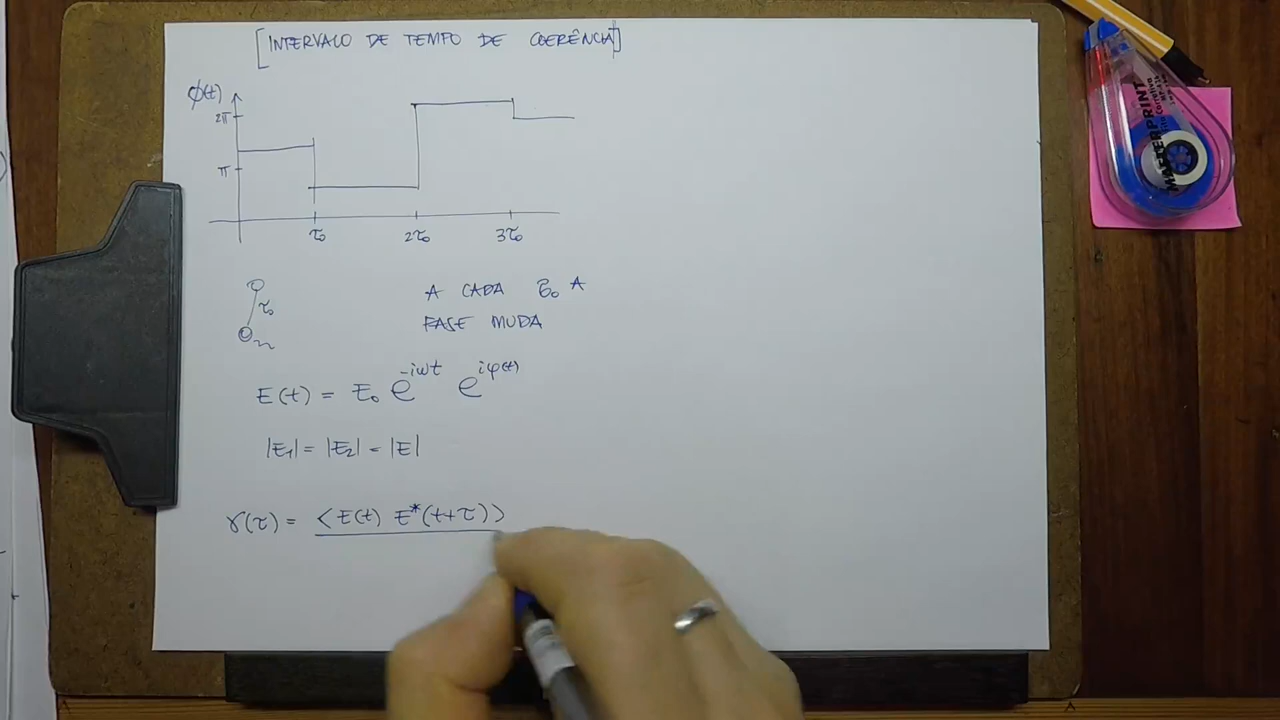 [INTERVALO DE TEMPO DE COERÊNCIA]
ϕ(t)
2π
π
τ₀ 2τ₀ 3τ₀
τ₀
A CADA τ₀ A
FASE MUDA
E(t) = E₀ e^{-iωt} e^{iφ(t)}
|E₁| = |E₂| = |E|
γ(τ) = <E(t) E*(t+τ)>
MASTERPRINT